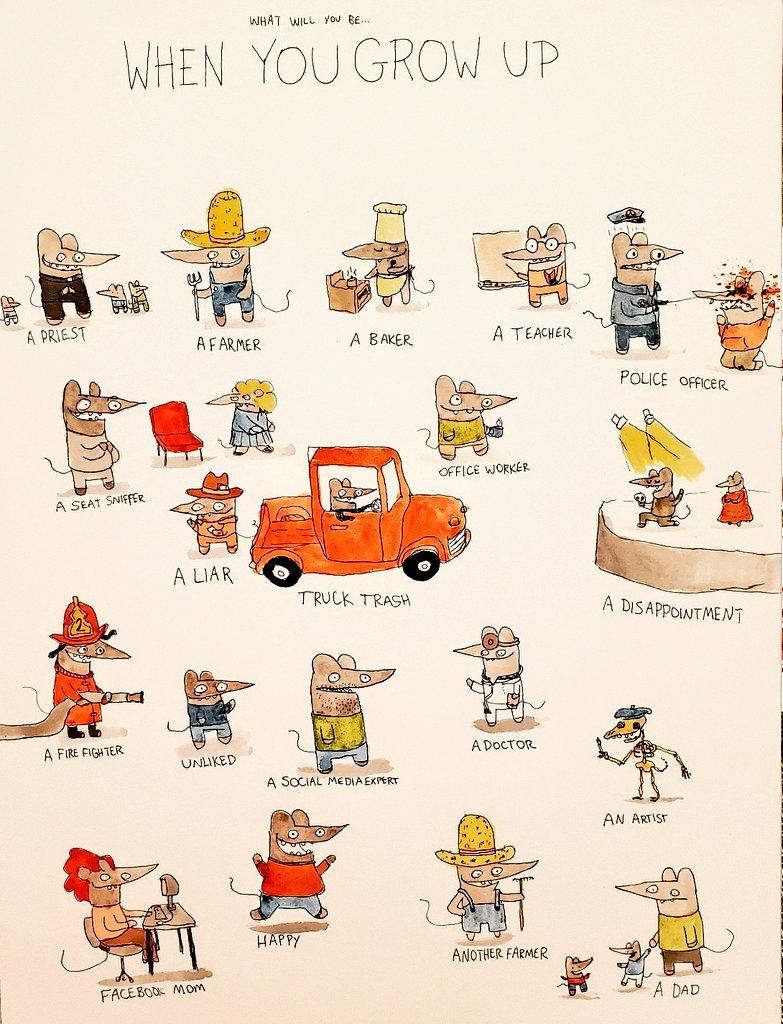 WHAT WILL YOU BE...
WHEN YOU GROW UP
A PRIEST
A FARMER
A BAKER
A TEACHER
POLICE OFFICER
A SEAT SNIFFER
OFFICE WORKER
A LIAR
TRUCK TRASH
A DISAPPOINTMENT
2
A FIRE FIGHTER
UNLIKED
A SOCIAL MEDIA EXPERT
A DOCTOR
AN ARTIST
FACEBOOK MOM
HAPPY
ANOTHER FARMER
A DAD